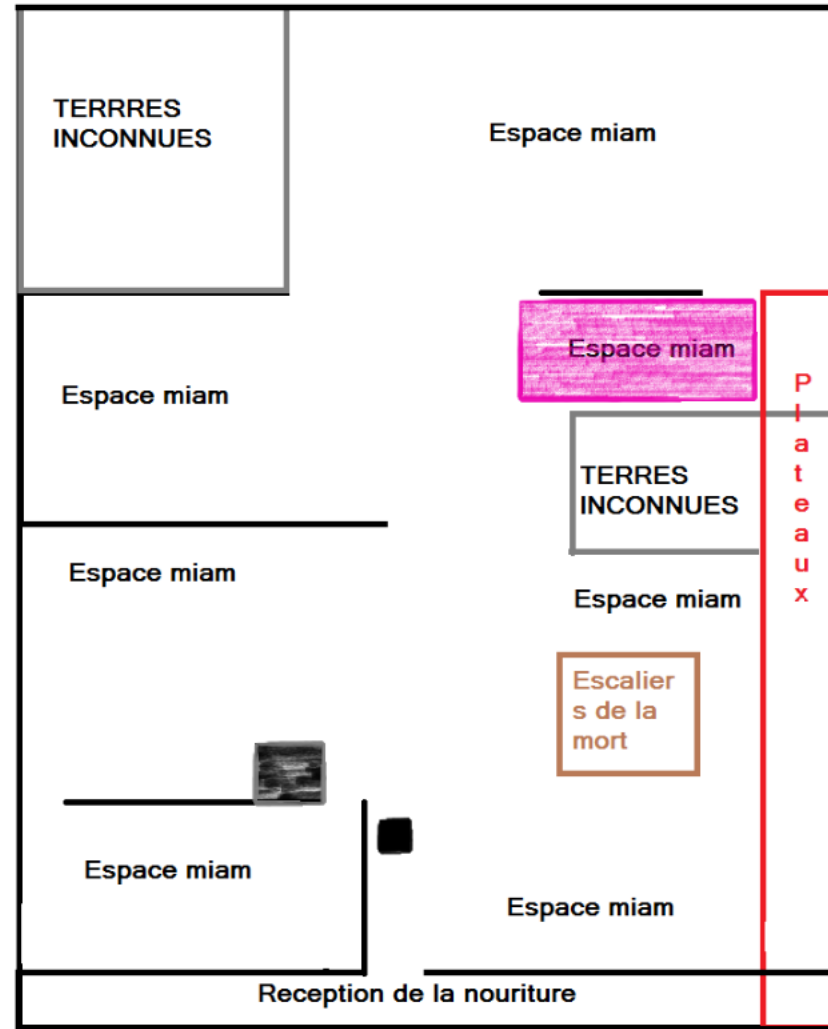 TERRRES
INCONNUES
Espace miam
Espace miam
Espace miam
Plateaux
TERRES
INCONNUES
Espace miam
Espace miam
Escalier
s de la
mort
Espace miam
Espace miam
Reception de la nouriture